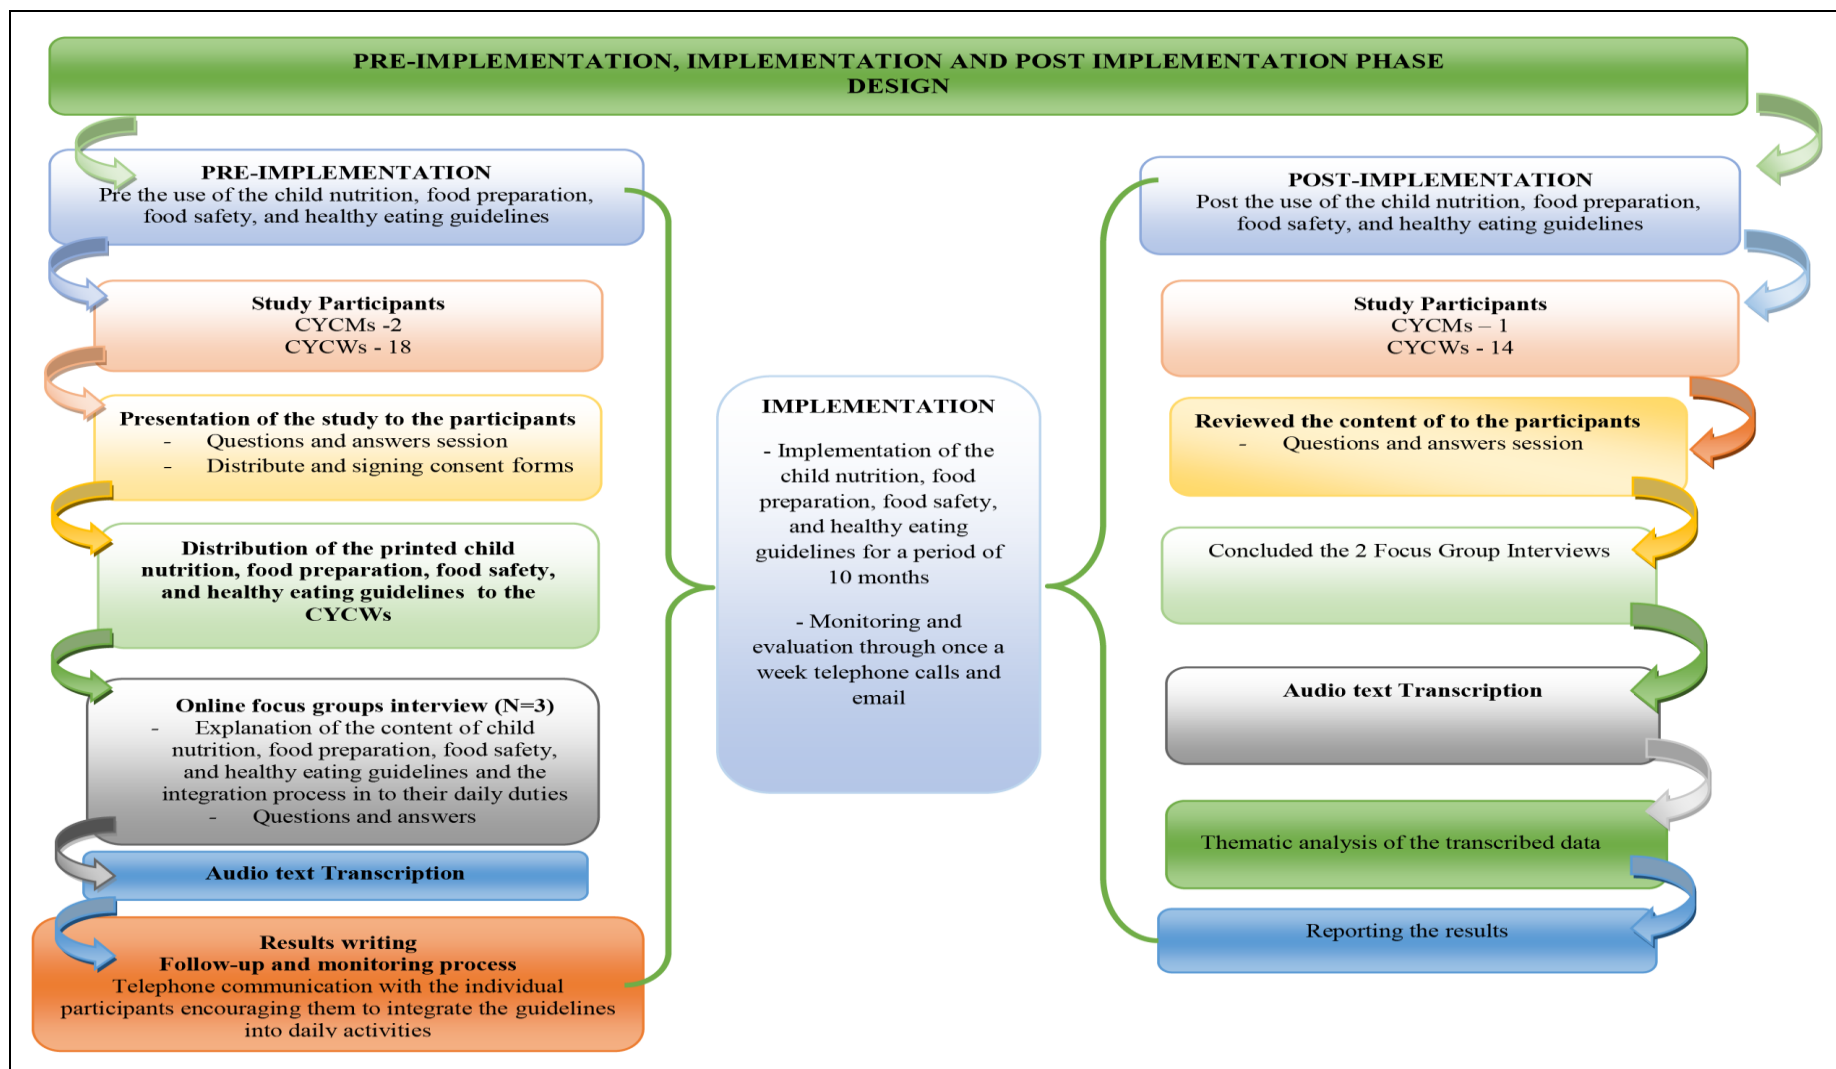 PRE-IMPLEMENTATION, IMPLEMENTATION AND POST IMPLEMENTATION PHASE
DESIGN
PRE-IMPLEMENTATION
Pre the use of the child nutrition, food preparation,
food safety, and healthy eating guidelines
Study Participants
CYCMs -2
CYCWs - 18
Presentation of the study to the participants
- Questions and answers session
- Distribute and signing consent forms
Distribution of the printed child
nutrition, food preparation, food safety,
and healthy eating guidelines to the
CYCWs
Online focus groups interview (N=3)
- Explanation of the content of child
nutrition, food preparation, food safety,
and healthy eating guidelines and the
integration process in to their daily duties
- Questions and answers
Audio text Transcription
Results writing
Follow-up and monitoring process
Telephone communication with the individual
participants encouraging them to integrate the guidelines
into daily activities
IMPLEMENTATION
- Implementation of the
child nutrition, food
preparation, food safety,
and healthy eating
guidelines for a period of
10 months
- Monitoring and
evaluation through once a
week telephone calls and
email
POST-IMPLEMENTATION
Post the use of the child nutrition, food preparation,
food safety, and healthy eating guidelines
Study Participants
CYCMs – 1
CYCWs - 14
Reviewed the content of to the participants
- Questions and answers session
Concluded the 2 Focus Group Interviews
Audio text Transcription
Thematic analysis of the transcribed data
Reporting the results